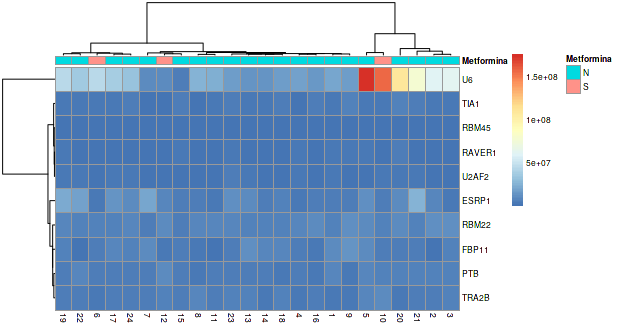 Metformina
U6
TIA1
RBM45
RAVER1
U2AF2
ESRP1
RBM22
FBP11
PTB
TRA2B
19 22 6 17 24 7 12 15 8 11 23 13 14 18 4 16 1 9 5 10 20 21 2 3
1.5e+08
1e+08
5e+07
Metformina
N
S